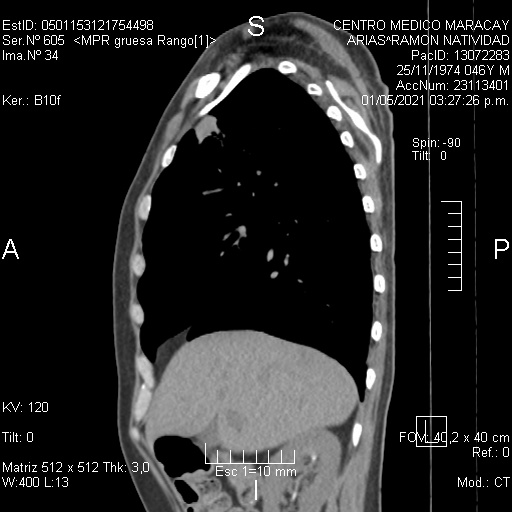 EstID: 0501153121754498
Ser.Nº 605 <MPR gruesa Rango[1]>
Ima.Nº 34
Ker.: B10f
S
CENTRO MEDICO MARACAY
ARIAS^RAMON NATIVIDAD
PacID: 13072283
25/11/1974 046Y M
AccNum: 23113401
01/05/2021 03:27:26 p.m.
Spin: -90
Tilt: 0
A
P
KV: 120
Tilt: 0
Matriz 512 x 512 Thk: 3,0
W:400 L:13
Esc 1=10 mm
I
L
FOM: 40,2 x 40 cm
Ref.: 0
Mod.: CT